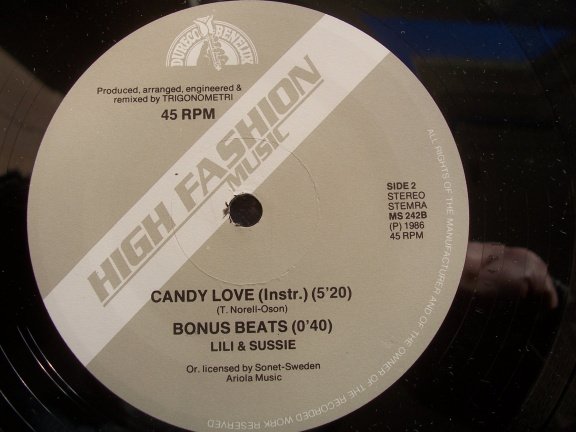 DURECO BENELUX
Produced, arranged, engineered &
remixed by TRIGONOMETRI
45 RPM
HIGH FASHION
MUSIC
SIDE 2
STEREO
STEMRA
MS 242B
(P) 1986
45 RPM
CANDY LOVE (Instr.) (5'20)
(T. Norell-Oson)
BONUS BEATS (0'40)
LILI & SUSSIE
Or. licensed by Sonet-Sweden
Ariola Music
ALL RIGHTS OF THE MANUFACTURER AND OF THE OWNER OF THE RECORDED WORK RESERVED